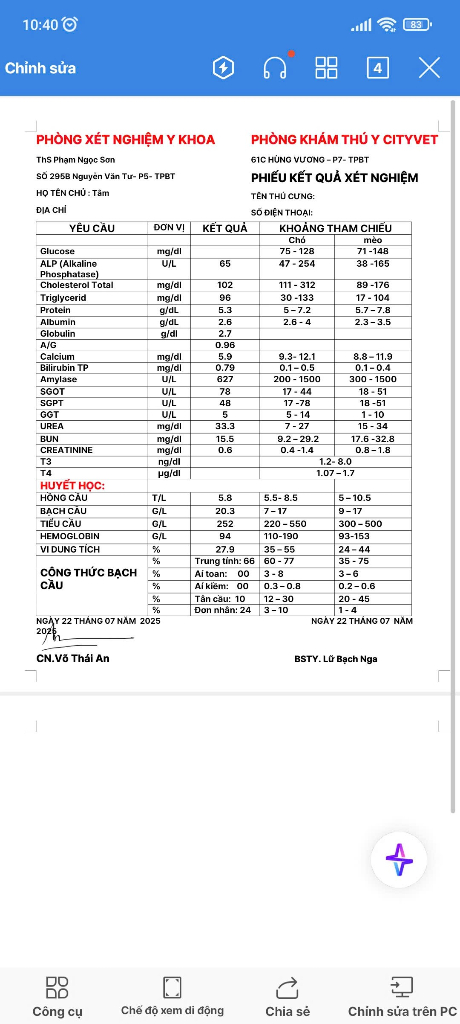 10:40
83
Chỉnh sửa
4
PHÒNG XÉT NGHIỆM Y KHOA
PHÒNG KHÁM THÚ Y CITYVET
ThS Phạm Ngọc Sơn
61C HÙNG VƯƠNG – P7- TPBT
SỐ 295B Nguyễn Văn Tư- P5- TPBT
PHIẾU KẾT QUẢ XÉT NGHIỆM
HỌ TÊN CHỦ : Tâm
TÊN THÚ CƯNG:
ĐỊA CHỈ
SỐ ĐIỆN THOẠI:
YÊU CẦU ĐƠN VỊ KẾT QUẢ KHOẢNG THAM CHIẾU
Chó mèo
Glucose mg/dl 75 - 128 71 -148
ALP (Alkaline Phosphatase) U/L 65 47 - 254 38 -165
Cholesterol Total mg/dl 102 111 - 312 89 -176
Triglycerid mg/dl 96 30 -133 17 - 104
Protein g/dL 5.3 5 – 7.2 5.7 – 7.8
Albumin g/dL 2.6 2.6 - 4 2.3 – 3.5
Globulin g/dl 2.7
A/G 0.96
Calcium mg/dl 5.9 9.3- 12.1 8.8 – 11.9
Bilirubin TP mg/dl 0.79 0.1 – 0.5 0.1 – 0.4
Amylase U/L 627 200 - 1500 300 - 1500
SGOT U/L 78 17 - 44 18 - 51
SGPT U/L 48 17 -78 18 -51
GGT U/L 5 5 - 14 1 - 10
UREA mg/dl 33.3 7 - 27 15 - 34
BUN mg/dl 15.5 9.2 – 29.2 17.6 -32.8
CREATININE mg/dl 0.6 0.4 -1.4 0.8 – 1.8
T3 ng/dl 1.2- 8.0
T4 µg/dl 1.07 – 1.7
HUYẾT HỌC:
HỒNG CẦU T/L 5.8 5.5- 8.5 5 – 10.5
BẠCH CẦU G/L 20.3 7 – 17 9 – 17
TIỂU CẦU G/L 252 220 – 550 300 – 500
HEMOGLOBIN G/L 94 110-190 93-153
VI DUNG TÍCH % 27.9 35 – 55 24 – 44
CÔNG THỨC BẠCH CẦU % Trung tính: 66 60 - 77 35 - 75
% Ái toan: 00 3 - 8 3 – 6
% Ái kiềm: 00 0.3 – 0.8 0.2 – 0.6
% Tân cầu: 10 12 – 30 20 - 45
% Đơn nhân: 24 3 – 10 1 - 4
NGÀY 22 THÁNG 07 NĂM 2025
NGÀY 22 THÁNG 07 NĂM
2025
CN.Võ Thái An
BSTY. Lữ Bạch Nga
Công cụ
Chế độ xem di động
Chia sẻ
Chỉnh sửa trên PC